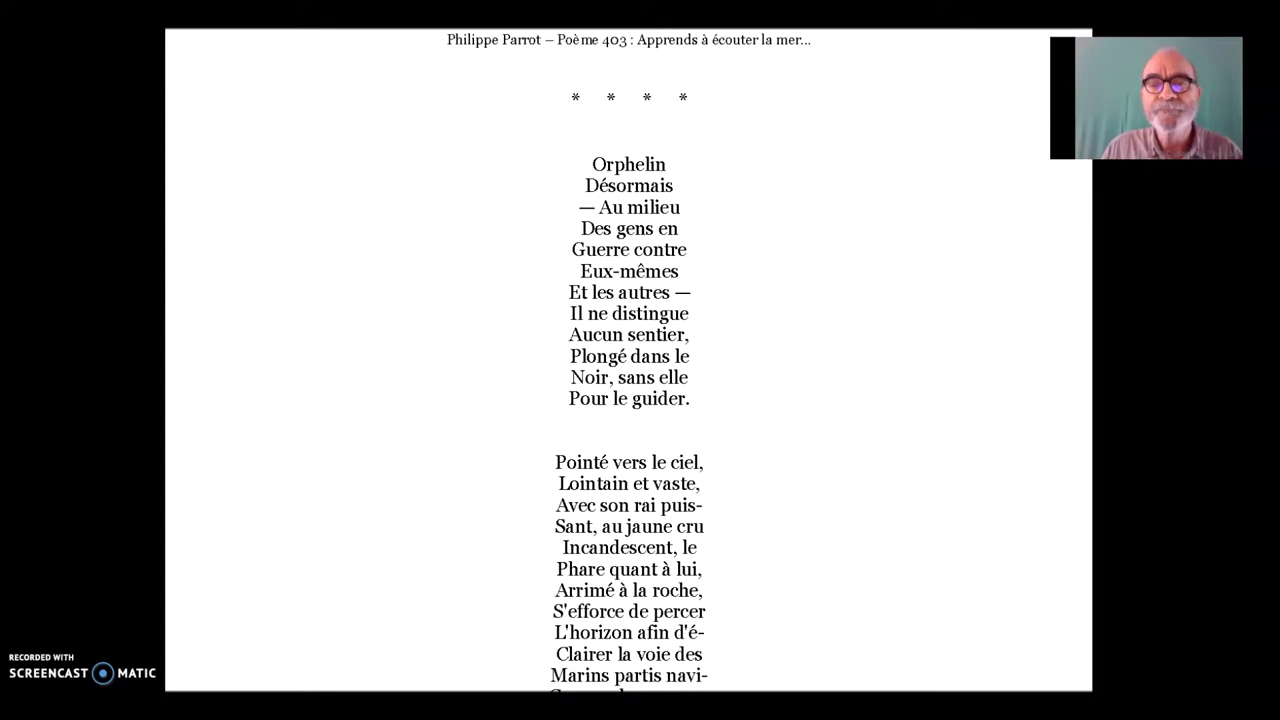 Philippe Parrot – Poème 403 : Apprends à écouter la mer...
* * * *
Orphelin
Désormais
— Au milieu
Des gens en
Guerre contre
Eux-mêmes
Et les autres —
Il ne distingue
Aucun sentier,
Plongé dans le
Noir, sans elle
Pour le guider.
Pointé vers le ciel,
Lointain et vaste,
Avec son rai puis-
Sant, au jaune cru
Incandescent, le
Phare quant à lui,
Arrimé à la roche,
S'efforce de percer
L'horizon afin d'é-
Clairer la voie des
Marins partis navi-
RECORDED WITH
SCREENCAST MATIC